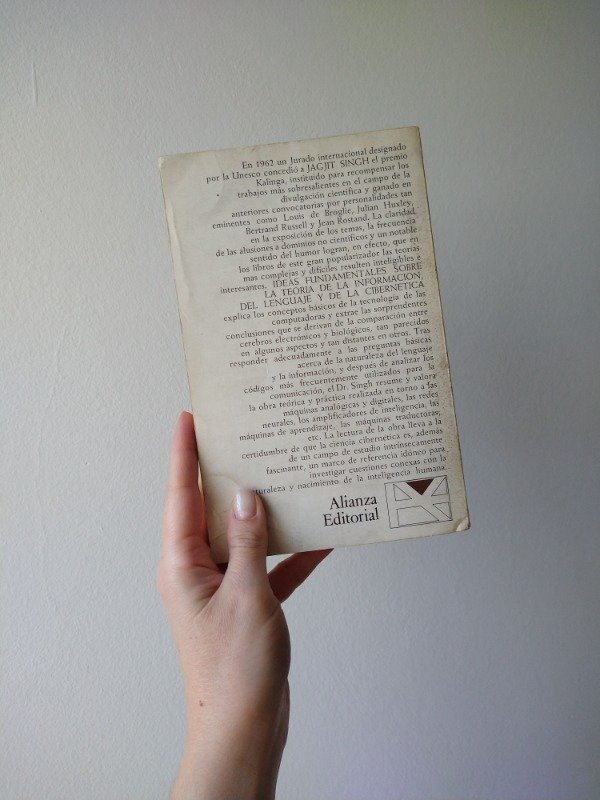 En 1962 un Jurado internacional designado
por la Unesco concedió a JAGJIT SINGH el premio
Kalinga, instituido para recompensar los
trabajos más sobresalientes en el campo de la
divulgación científica y ganado en
anteriores convocatorias por personalidades tan
eminentes como Louis de Broglie, Julian Huxley,
Bertrand Russell y Jean Rostand. La claridad
en la exposición de los temas, la frecuencia
de las alusiones a dominios no científicos y un notable
sentido del humor logran, en efecto, que en
los libros de este gran popularizador las teorías
mas complejas y difíciles resulten inteligibles e
interesantes. IDEAS FUNDAMENTALES SOBRE
LA TEORIA DE LA INFORMACION,
DEL LENGUAJE Y DE LA CIBERNETICA
explica los conceptos básicos de la tecnología de las
computadoras y extrae las sorprendentes
conclusiones que se derivan de la comparación entre
cerebros electrónicos y biológicos, tan parecidos
en algunos aspectos y tan distantes en otros. Tras
responder adecuadamente a las preguntas básicas
acerca de la naturaleza del lenguaje
y la información, y después de analizar los
códigos más frecuentemente utilizados para la
comunicación, el Dr. Singh resume y valora
la obra teórica y práctica realizada en torno a las
máquinas analógicas y digitales, las redes
neurales, los amplificadores de inteligencia, las
máquinas de aprendizaje, las máquinas traductoras,
etc. La lectura de la obra lleva a la
certidumbre de que la ciencia cibernética es, además
de un campo de estudio intrínsecamente
fascinante, un marco de referencia idóneo para
investigar cuestiones conexas con la
naturaleza y nacimiento de la inteligencia humana.
Alianza
Editorial